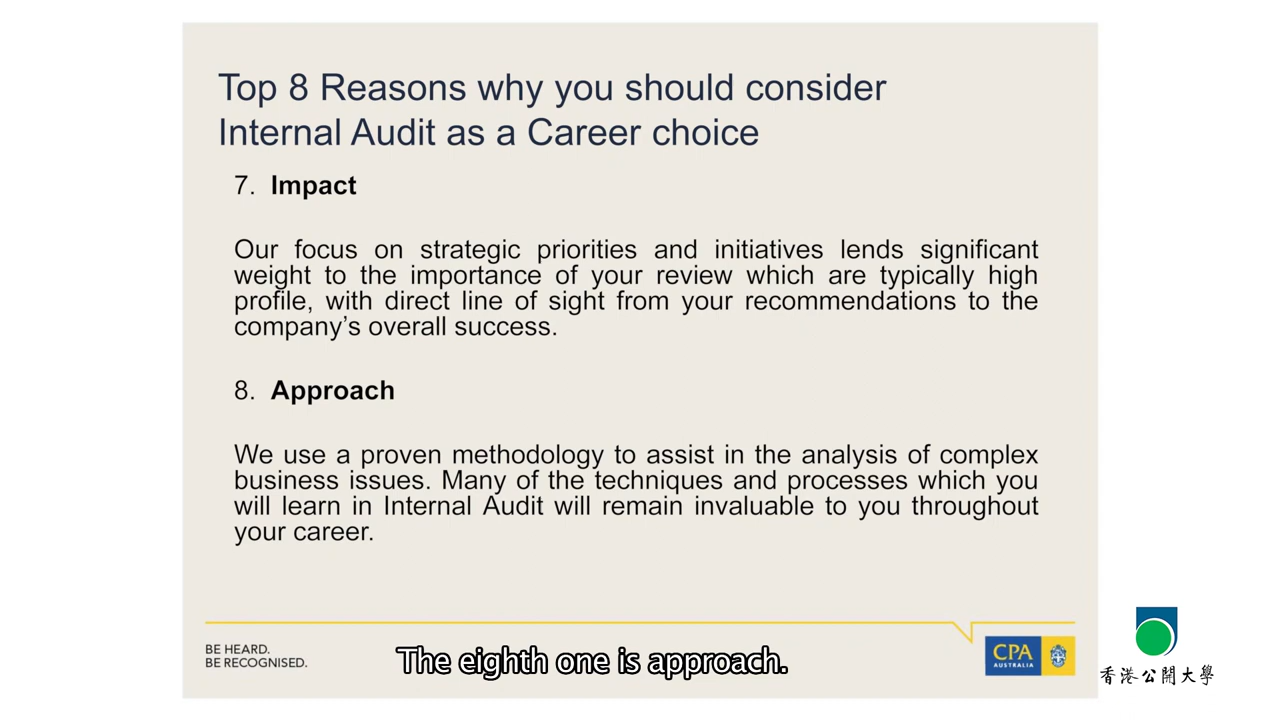 Top 8 Reasons why you should consider
Internal Audit as a Career choice
7. Impact
Our focus on strategic priorities and initiatives lends significant
weight to the importance of your review which are typically high
profile, with direct line of sight from your recommendations to the
company’s overall success.
8. Approach
We use a proven methodology to assist in the analysis of complex
business issues. Many of the techniques and processes which you
will learn in Internal Audit will remain invaluable to you throughout
your career.
BE HEARD.
BE RECOGNISED.
The eighth one is approach.
CPA
AUSTRALIA
香港公開大學